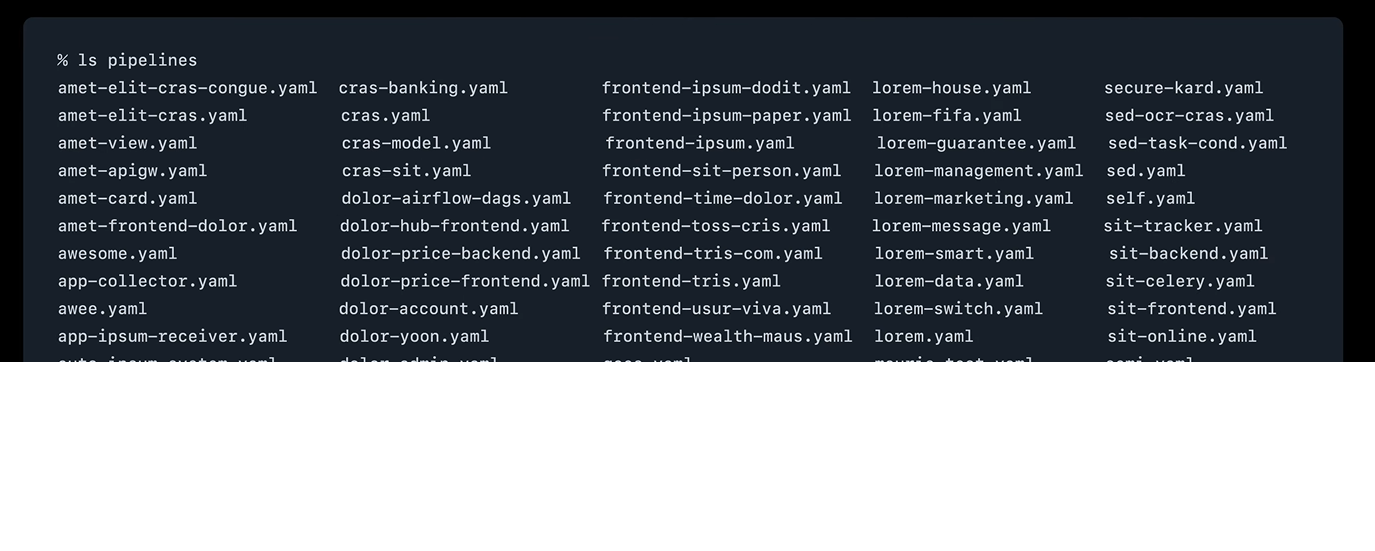 % ls pipelines
amet-elit-cras-congue.yaml cras-banking.yaml frontend-ipsum-dodit.yaml lorem-house.yaml secure-kard.yaml
amet-elit-cras.yaml cras.yaml frontend-ipsum-paper.yaml lorem-fifa.yaml sed-ocr-cras.yaml
amet-view.yaml cras-model.yaml frontend-ipsum.yaml lorem-guarantee.yaml sed-task-cond.yaml
amet-apigw.yaml cras-sit.yaml frontend-sit-person.yaml lorem-management.yaml sed.yaml
amet-card.yaml dolor-airflow-dags.yaml frontend-time-dolor.yaml lorem-marketing.yaml self.yaml
amet-frontend-dolor.yaml dolor-hub-frontend.yaml frontend-toss-cris.yaml lorem-message.yaml sit-tracker.yaml
awesome.yaml dolor-price-backend.yaml frontend-tris-com.yaml lorem-smart.yaml sit-backend.yaml
app-collector.yaml dolor-price-frontend.yaml frontend-tris.yaml lorem-data.yaml sit-celery.yaml
awee.yaml dolor-account.yaml frontend-usur-viva.yaml lorem-switch.yaml sit-frontend.yaml
app-ipsum-receiver.yaml dolor-yoon.yaml frontend-wealth-maus.yaml lorem.yaml sit-online.yaml